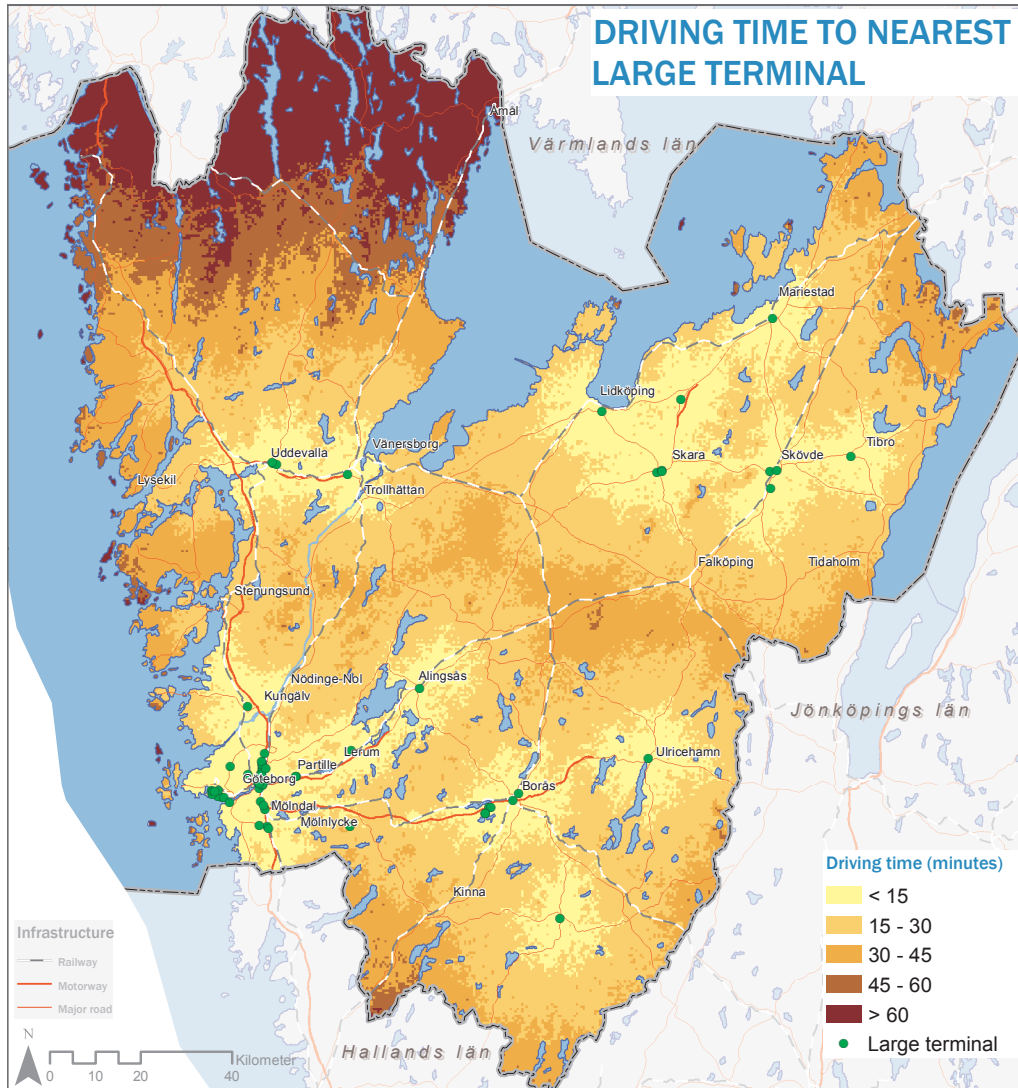 DRIVING TIME TO NEAREST
LARGE TERMINAL
Åmål
Värmlands län
Mariestad
Lidköping
Vänersborg
Uddevalla
Tibro
Skara
Skövde
Lysekil
Trollhättan
Falköping
Tidaholm
Stenungsund
Nödinge-Nol
Alingsås
Kungälv
Jönköpings län
Lerum
Ulricehamn
Partille
Göteborg
Borås
Mölndal
Mölnlycke
Kinna
Hallands län
Driving time (minutes)
< 15
15 - 30
30 - 45
45 - 60
> 60
Large terminal
Infrastructure
Railway
Motorway
Major road
N
Kilometer
0 10 20 40